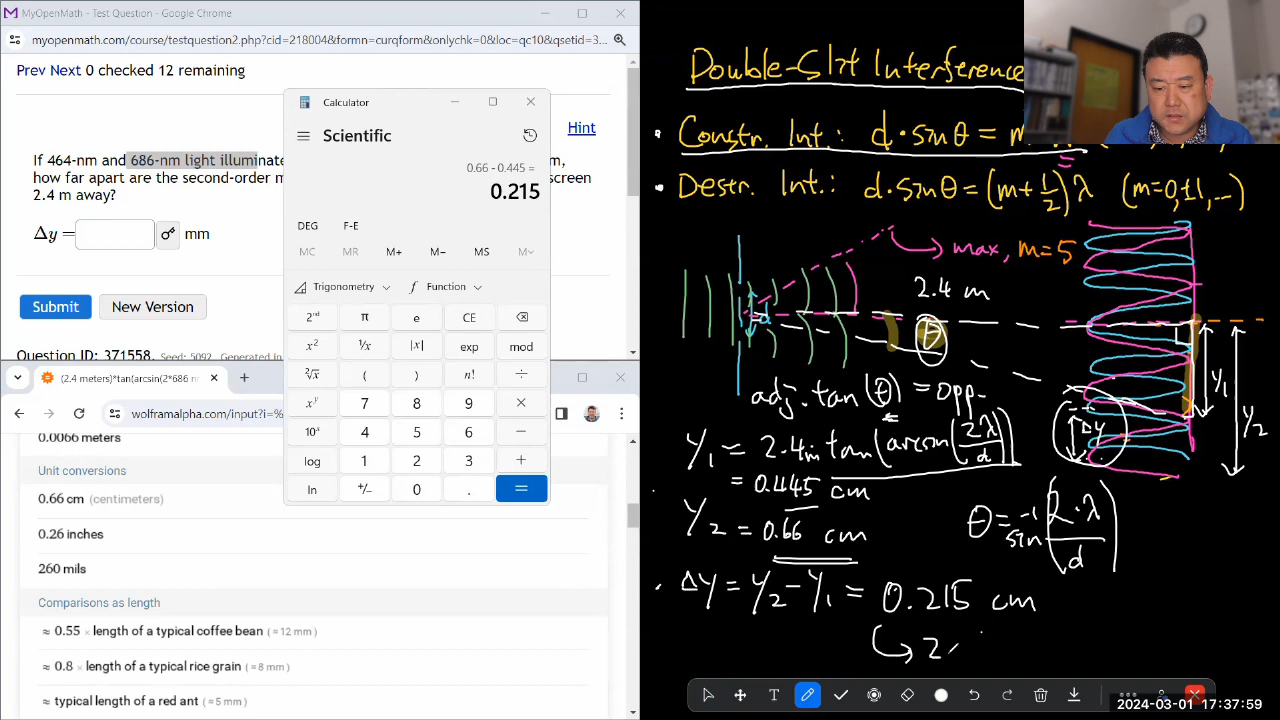 MyOpenMath - Google Chrome
myopenmath.com/course/testquestion2.php?cid=218004&formn=curqform&onlychk=0&loc=qc10&qsetid=3...
Prev Next 0 checked 12 remaining
Hint
If 464-nm and 686-nm light illumin
how far apart are the second-order
screen
2.4 m away?
Δy =
mm
Submit
New Version
Question ID: 371558. Seed: 5092.
Calculator
Scientific
0.66 - 0.445 =
0.215
DEG F-E
MC MR M+ M− MS M˅
Trigonometry
Function
2ⁿᵈ π e CE
x² ¹/x |x| exp mod
²√x ( ) n! ÷
xʸ 7 8 9 ×
10ˣ 4 5 6 −
log 1 2 3 +
ln +/− 0 . =
(2.4 meters)*tan(arcsin(2*686 n
wolframalpha.com/input?i=%
0.0066 meters
Unit conversions
0.66 cm (centimeters)
0.26 inches
260 mils
Comparisons as length
≈ 0.55 × length of a typical coffee bean (≈ 12 mm)
≈ 0.8 × length of a typical rice grain (≈ 8 mm)
≈ typical length of a red ant (≈ 5 mm)
Double-Slit Interference
• Constr. Int.: d·sinθ = m
• Destr. Int.: d·sinθ = (m+1/2)λ (m=0,±1,...)
max, m=5
2.4 m
d
θ
adj. tan(θ) = opp.
y₁
y₂
Δy
y₁ = 2.4m tan(arcsin(2λ/d))
= 0.445 cm
y₂ = 0.66 cm
θ = sin⁻¹(2·λ/d)
• Δy = y₂ − y₁ = 0.215 cm
↳ 2.
2024-03-01 17:37:59